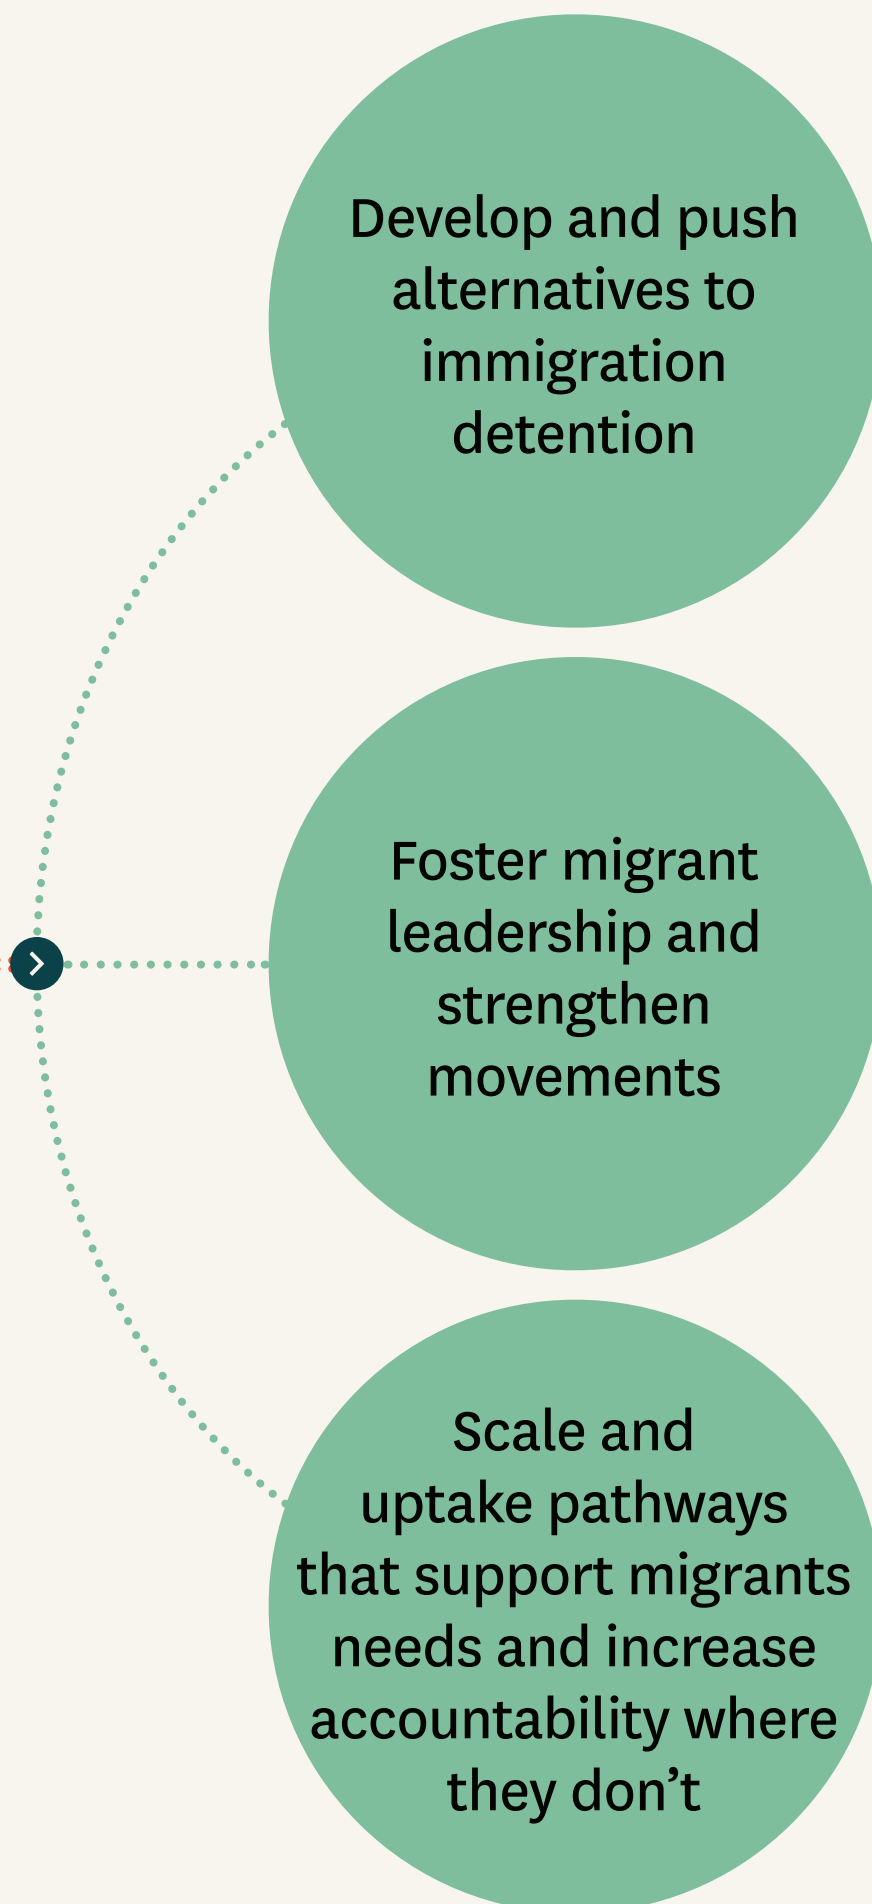 Develop and push
alternatives to
immigration
detention
Foster migrant
leadership and
strengthen
movements
Scale and
uptake pathways
that support migrants
needs and increase
accountability where
they don’t